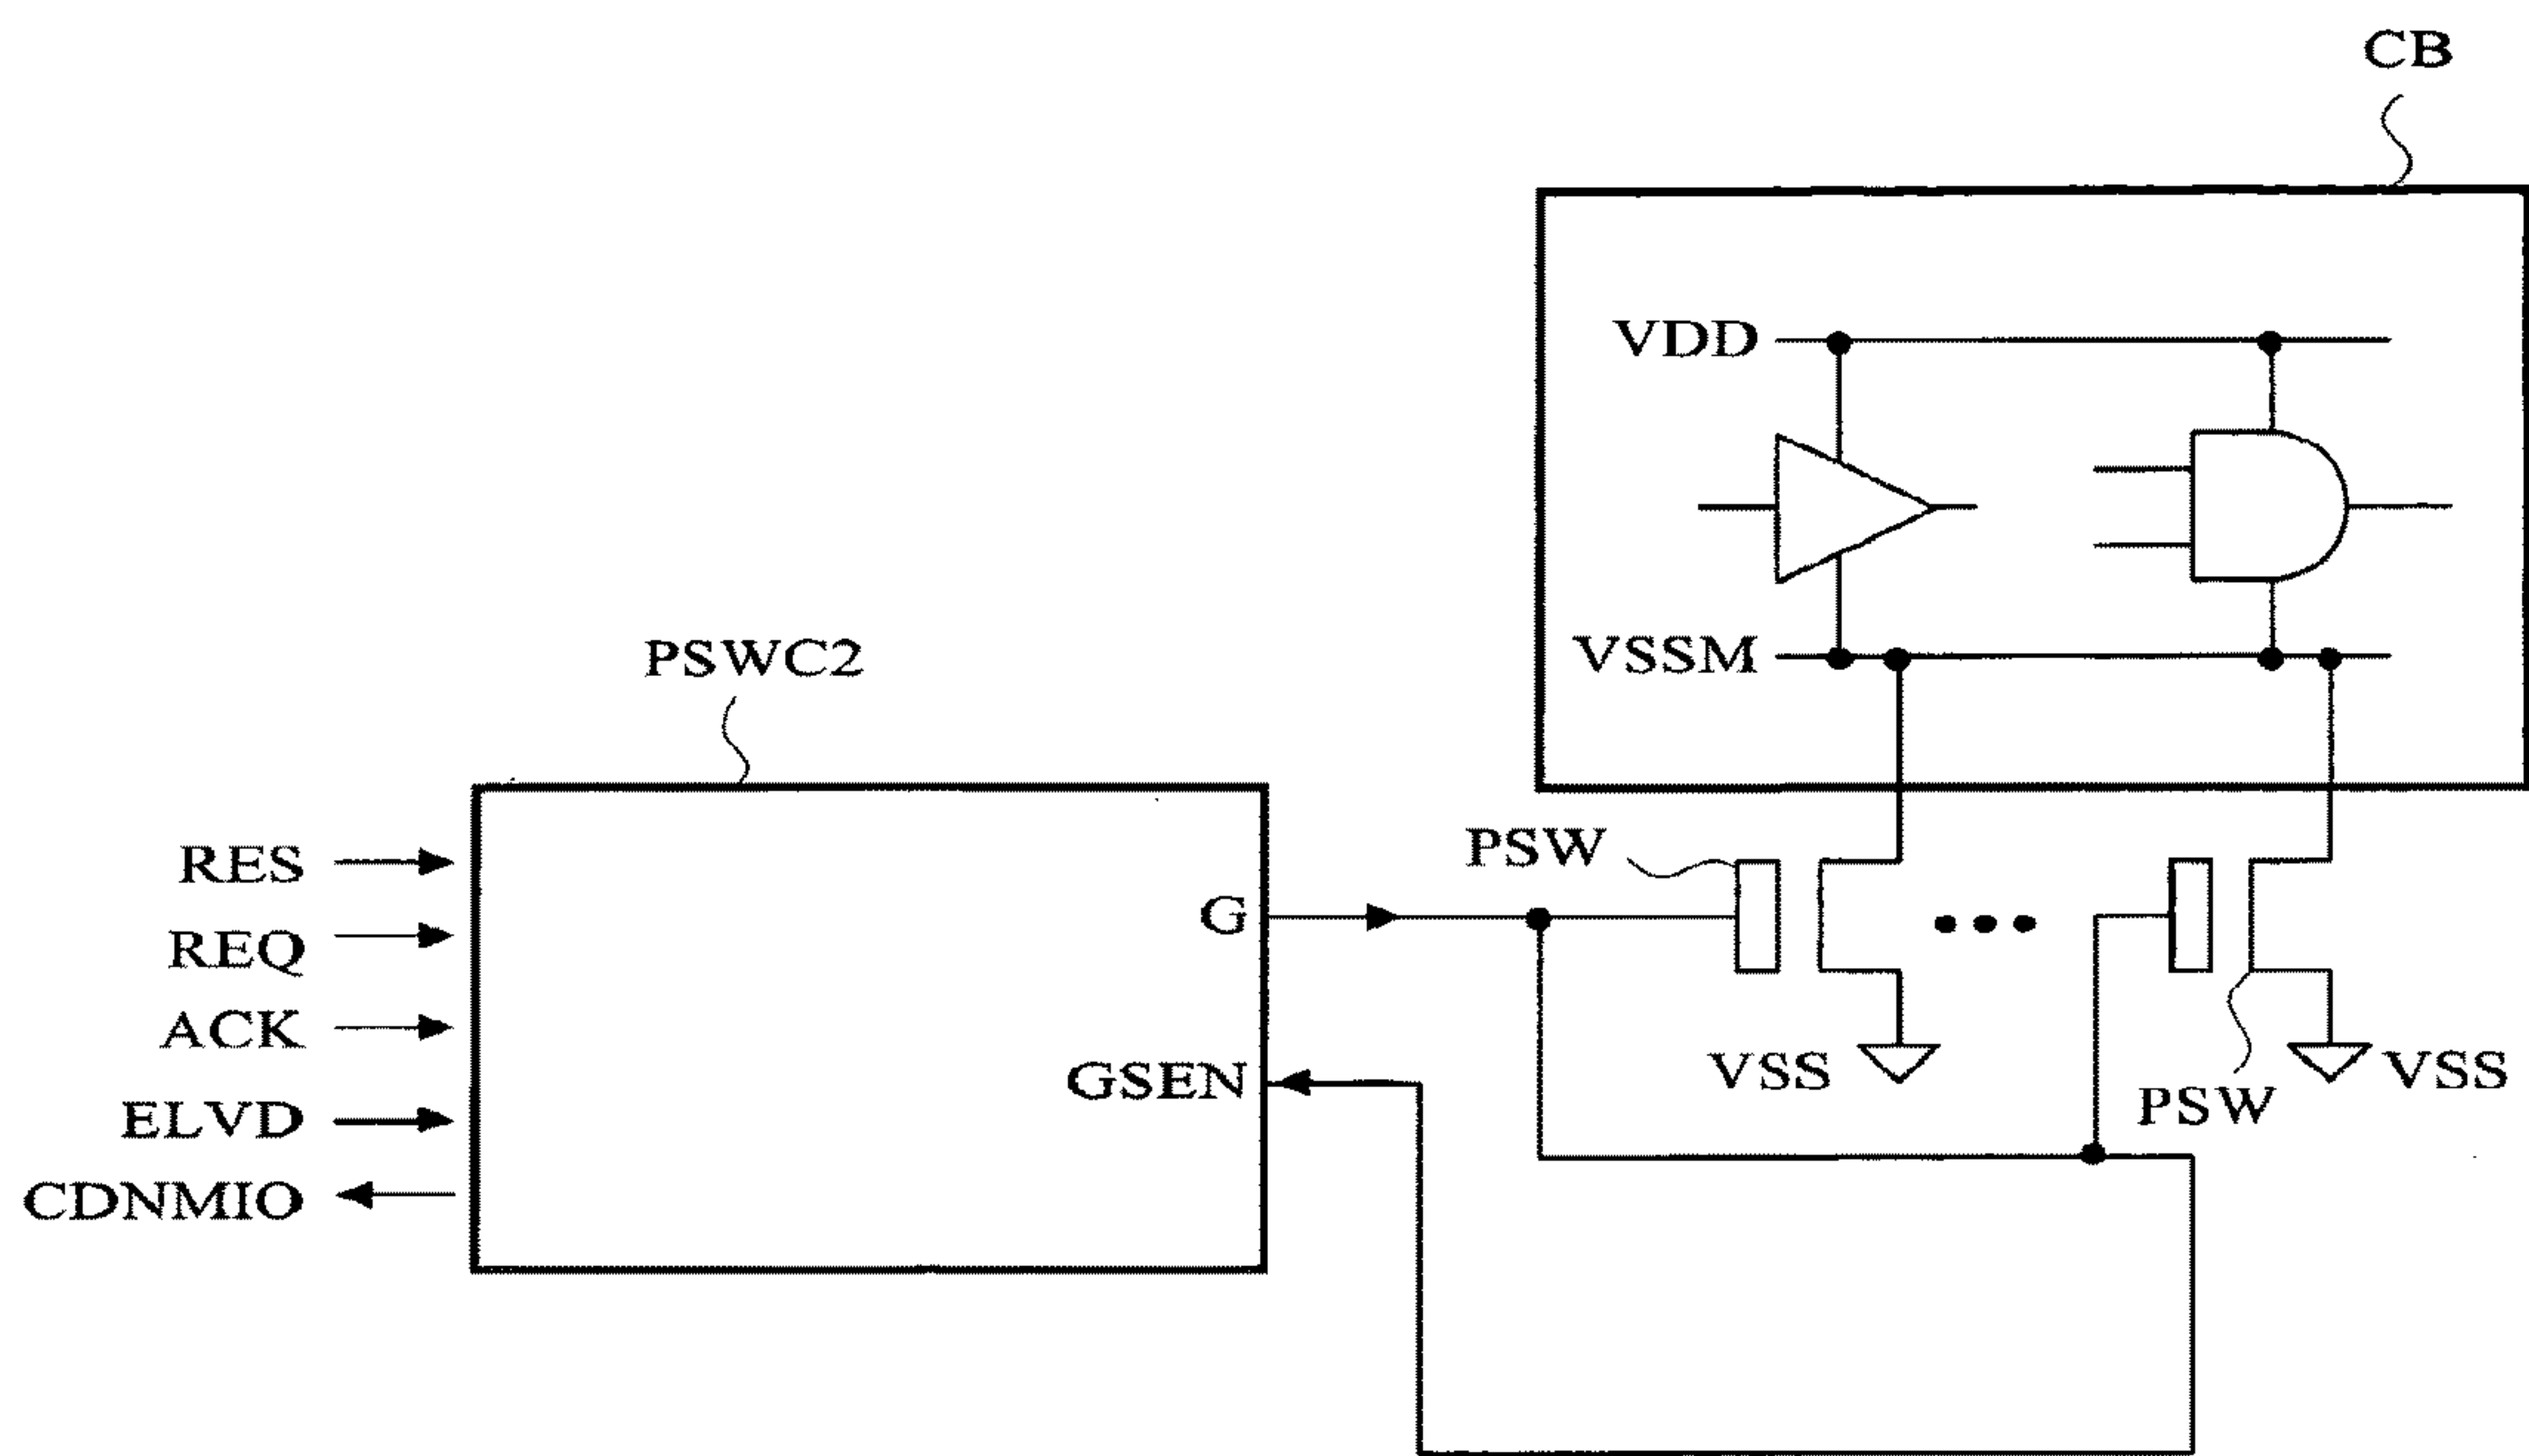 CB
VDD
VSSM
PSWC2
RES
REQ
ACK
ELVD
CDNMIO
G
GSEN
PSW
VSS
PSW
VSS